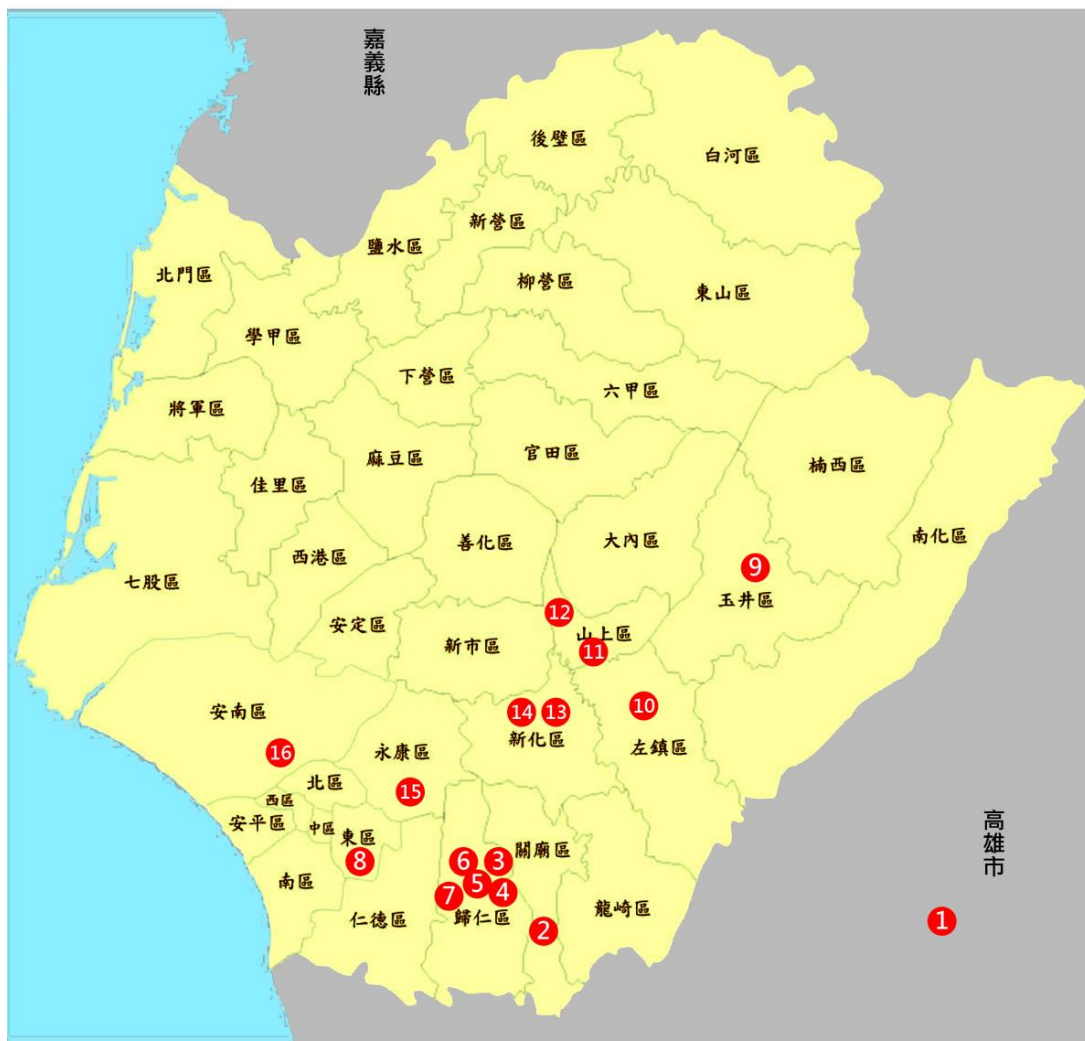 嘉義縣
後壁區
白河區
新營區
鹽水區
北門區
柳營區
東山區
學甲區
下營區
六甲區
將軍區
官田區
麻豆區
楠西區
佳里區
南化區
善化區
大內區
西港區
七股區
9
玉井區
12
安定區
山上區
新市區
11
安南區
14
13
10
新化區
左鎮區
16
永康區
北區
15
西區
安平區
中區
東區
高雄市
關廟區
8
6
3
5
7
4
南區
仁德區
歸仁區
龍崎區
2
1